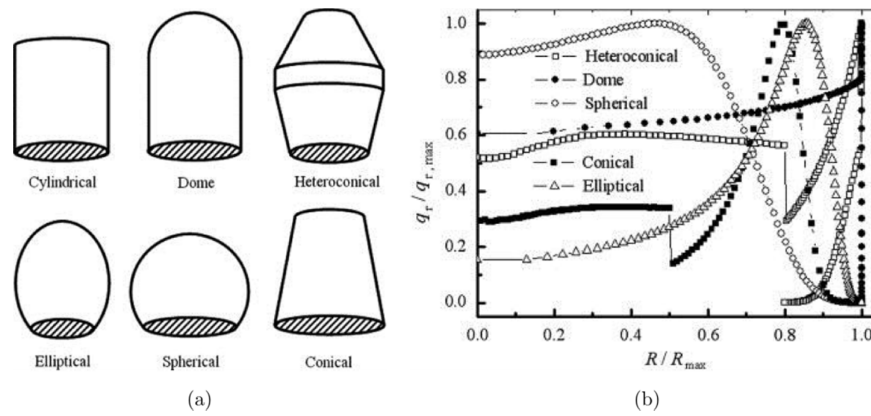 Cylindrical
Dome
Heteroconical
Elliptical
Spherical
Conical
(a)
q_r / q_r,max
1.0
0.8
0.6
0.4
0.2
0.0
Heteroconical
Dome
Spherical
Conical
Elliptical
0.0 0.2 0.4 0.6 0.8 1.0
R / R_max
(b)